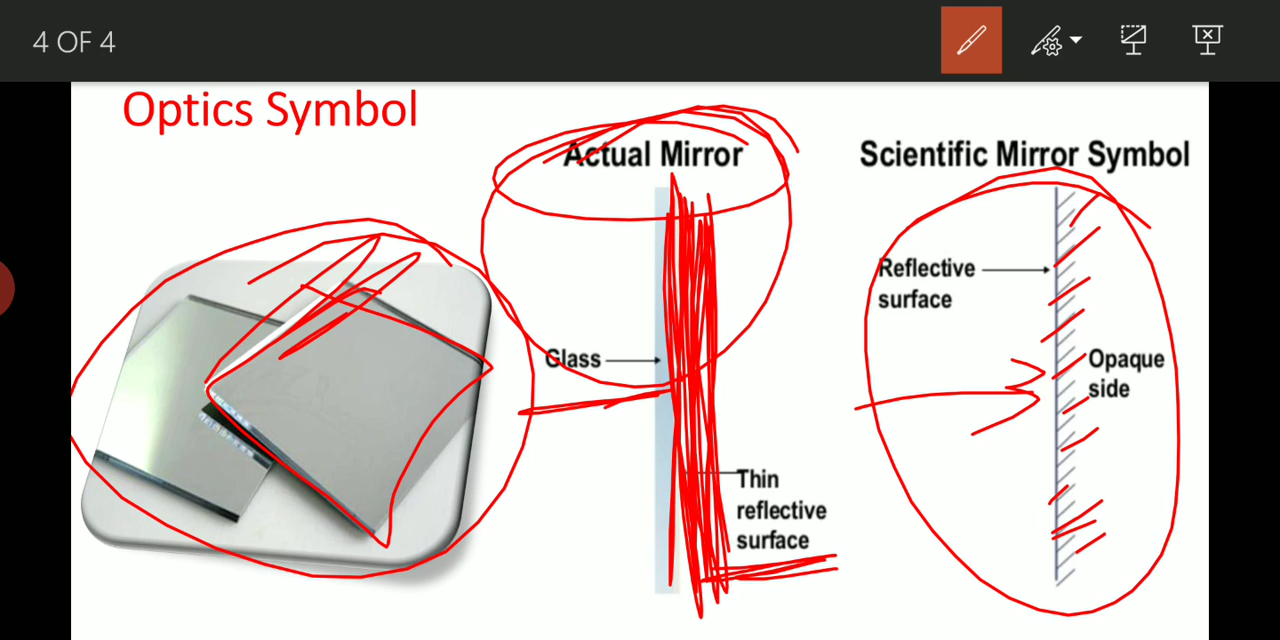 4 OF 4
Optics Symbol
Actual Mirror
Glass
Thin
reflective
surface
Scientific Mirror Symbol
Reflective
surface
Opaque
side